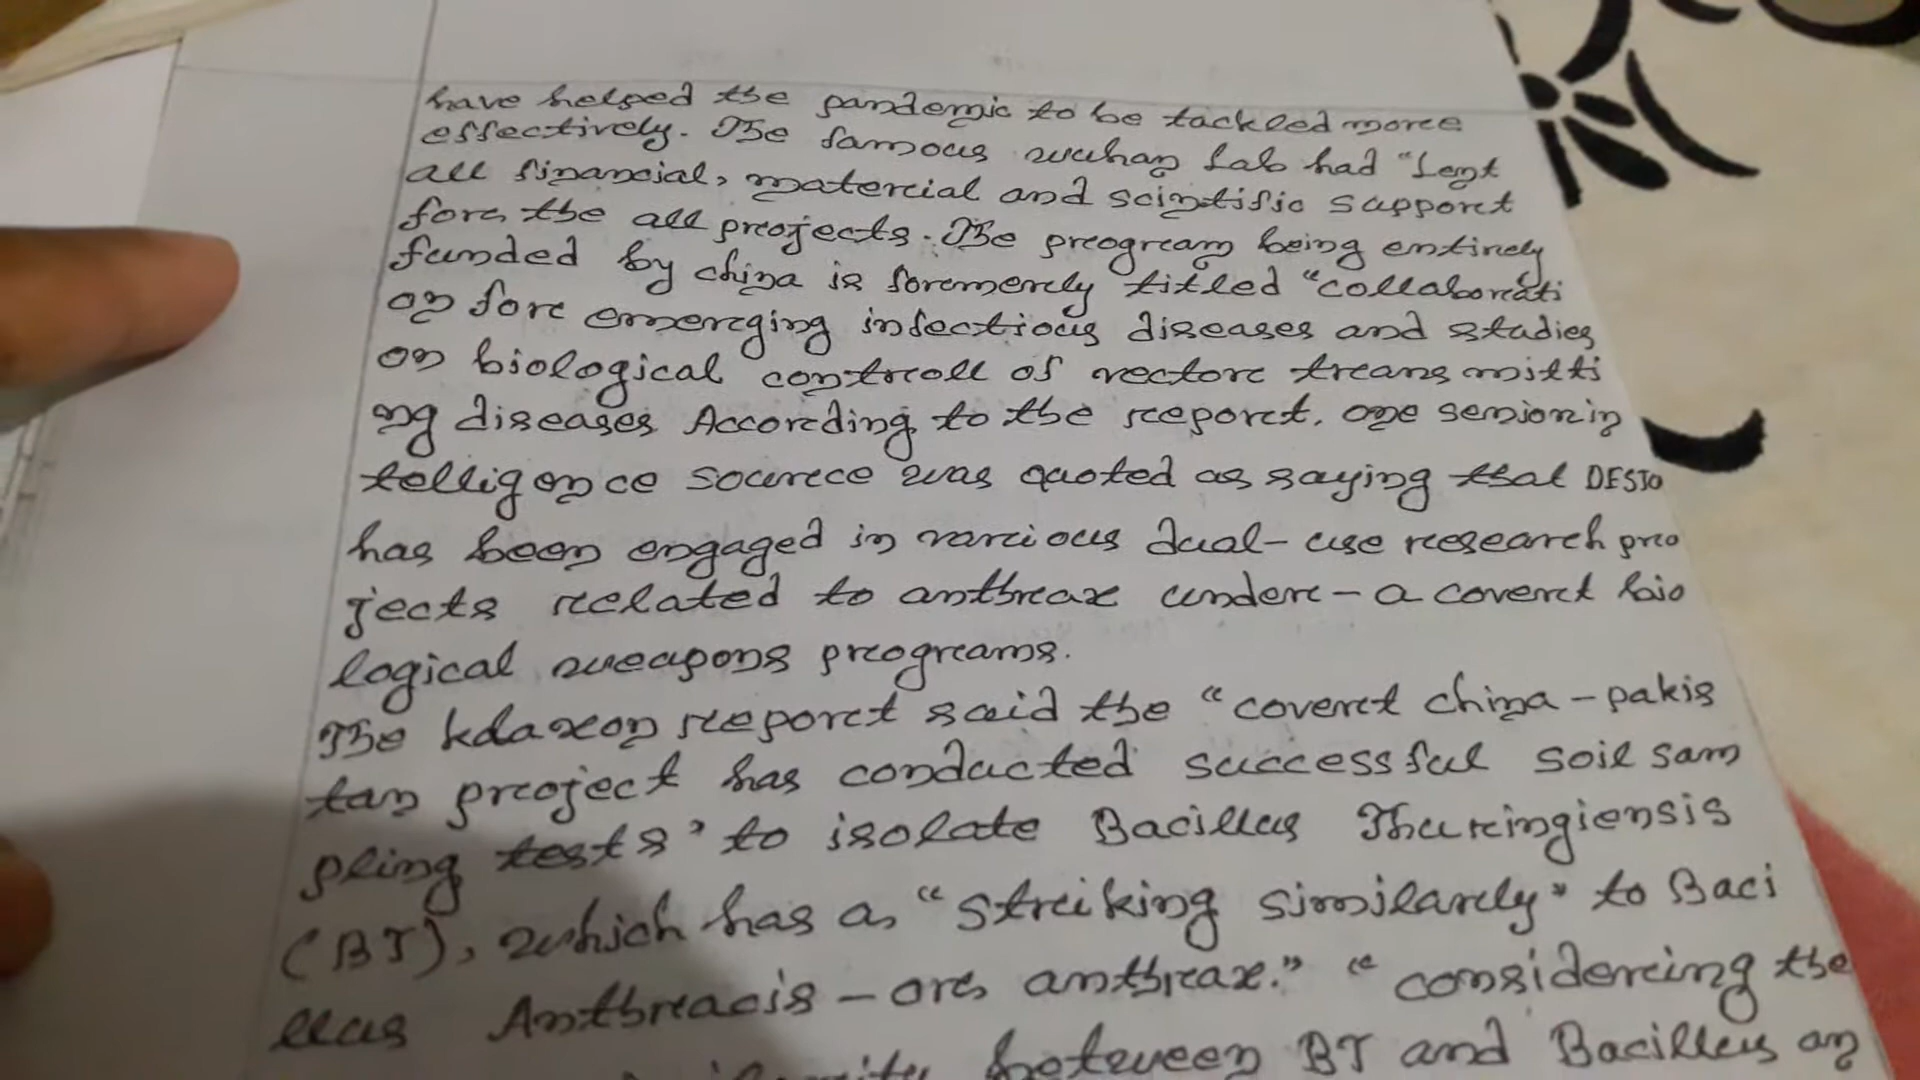 have helped the pandemic to be tackled more
effectively. The famous wuhan Lab had "Lent
all financial, material and scintific support
for the all projects. The program being entirely
funded by china is formerly titled "collaborati
on for emerging infectious diseases and studies
on biological controll of vector transmitti
ng diseases According to the report, one senior in
telligence source was quoted as saying that DESTO
has been engaged in various dual-use research pro
jects related to anthrax under - a covert bio
logical weapons programs.
The kdaxon report said the "covert china - pakis
tan project has conducted successful soil sam
pling tests" to isolate Bacillus Thuringiensis
(BT), which has a "striking similarly" to Baci
llus Anthracis - or anthrax." "considering the
between BT and Bacillus an